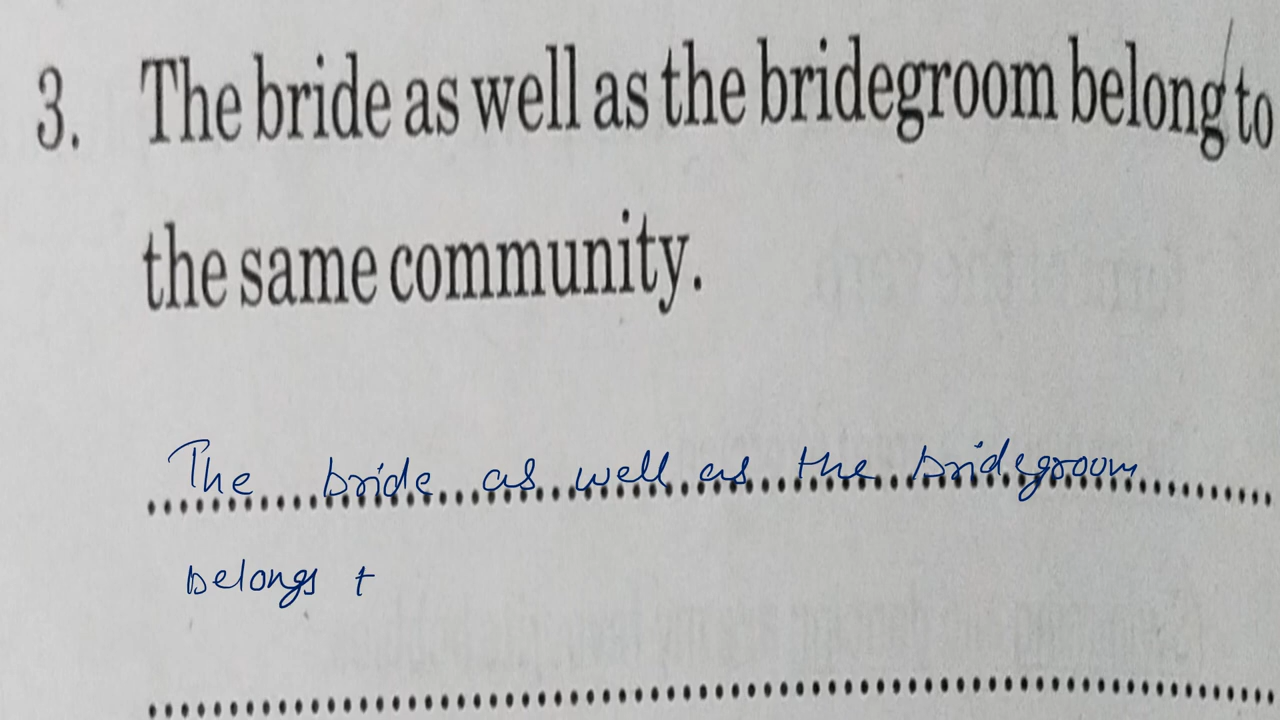 3. The bride as well as the bridegroom belong to
the same community.
The bride as well as the bridegroom
belongs t